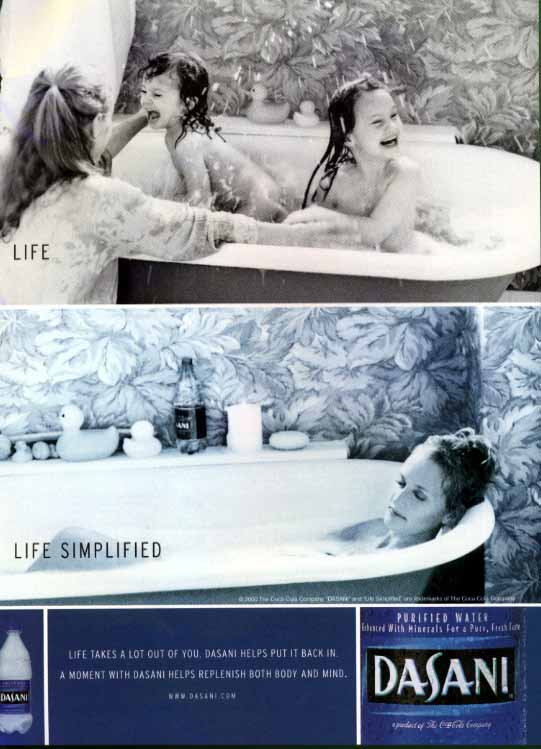 LIFE
DASANI
LIFE SIMPLIFIED
© 2000 The Coca-Cola Company. "DASANI" and "Life Simplified" are trademarks of The Coca-Cola Company.
DASANI
LIFE TAKES A LOT OUT OF YOU. DASANI HELPS PUT IT BACK IN.
A MOMENT WITH DASANI HELPS REPLENISH BOTH BODY AND MIND.
WWW.DASANI.COM
PURIFIED WATER
Enhanced With Minerals For a Pure, Fresh Taste
DASANI
a product of The Coca-Cola Company